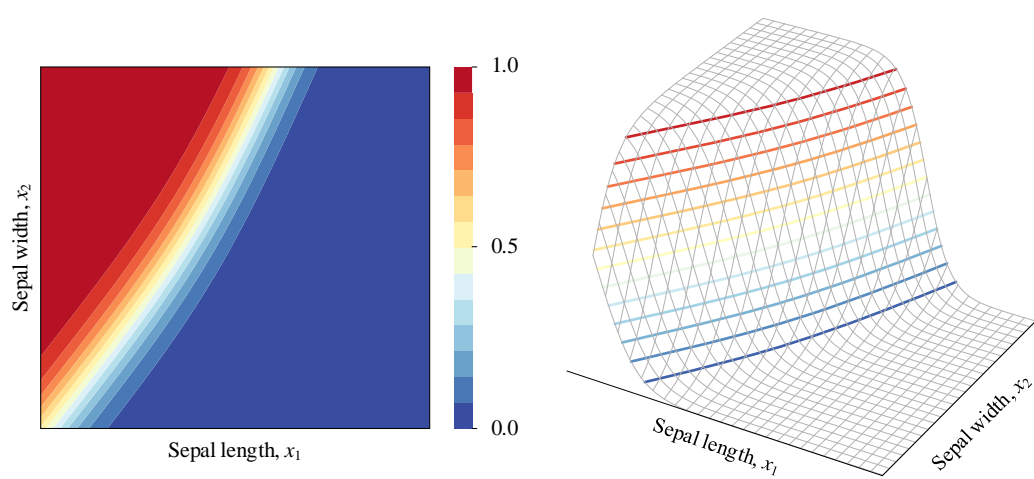 Sepal width, x2
1.0
0.5
0.0
Sepal length, x1
Sepal length, x1
Sepal width, x2